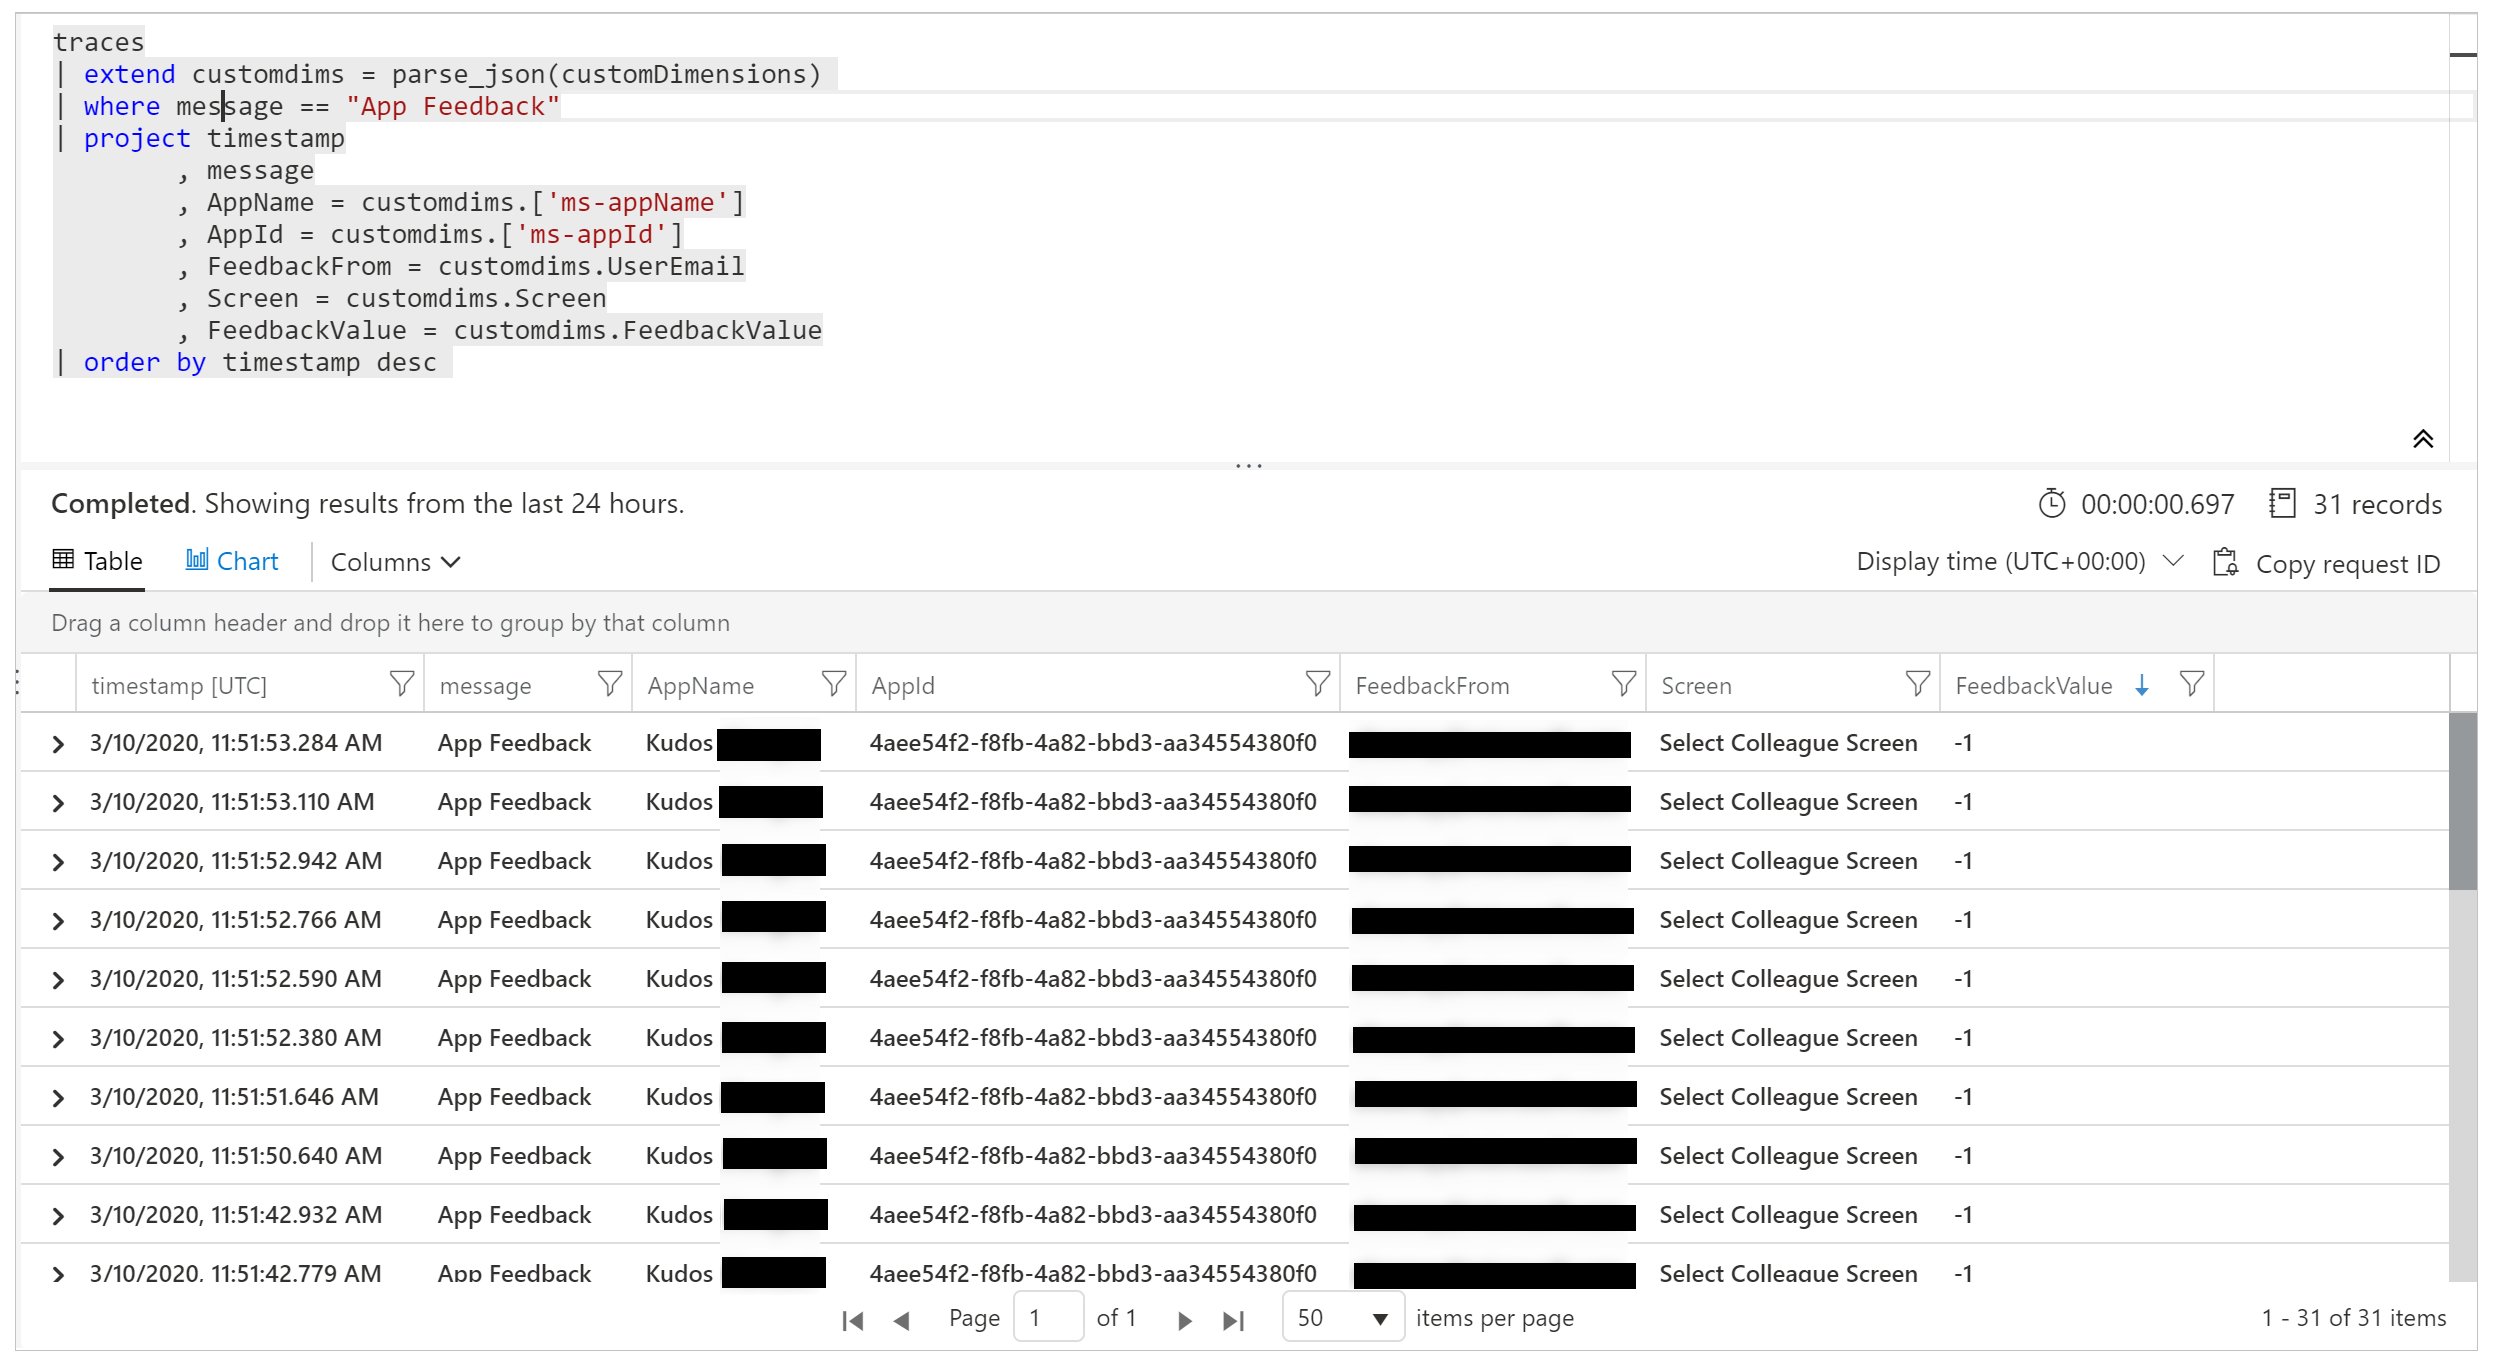 traces
| extend customdims = parse_json(customDimensions)
| where message == "App Feedback"
| project timestamp
, message
, AppName = customdims.['ms-appName']
, AppId = customdims.['ms-appId']
, FeedbackFrom = customdims.UserEmail
, Screen = customdims.Screen
, FeedbackValue = customdims.FeedbackValue
| order by timestamp desc
Completed. Showing results from the last 24 hours. 00:00:00.697 31 records
Table Chart Columns Display time (UTC+00:00) Copy request ID
Drag a column header and drop it here to group by that column
timestamp [UTC] message AppName AppId FeedbackFrom Screen FeedbackValue
3/10/2020, 11:51:53.284 AM App Feedback Kudos 4aee54f2-f8fb-4a82-bbd3-aa34554380f0 Select Colleague Screen -1
3/10/2020, 11:51:53.110 AM App Feedback Kudos 4aee54f2-f8fb-4a82-bbd3-aa34554380f0 Select Colleague Screen -1
3/10/2020, 11:51:52.942 AM App Feedback Kudos 4aee54f2-f8fb-4a82-bbd3-aa34554380f0 Select Colleague Screen -1
3/10/2020, 11:51:52.766 AM App Feedback Kudos 4aee54f2-f8fb-4a82-bbd3-aa34554380f0 Select Colleague Screen -1
3/10/2020, 11:51:52.590 AM App Feedback Kudos 4aee54f2-f8fb-4a82-bbd3-aa34554380f0 Select Colleague Screen -1
3/10/2020, 11:51:52.380 AM App Feedback Kudos 4aee54f2-f8fb-4a82-bbd3-aa34554380f0 Select Colleague Screen -1
3/10/2020, 11:51:51.646 AM App Feedback Kudos 4aee54f2-f8fb-4a82-bbd3-aa34554380f0 Select Colleague Screen -1
3/10/2020, 11:51:50.640 AM App Feedback Kudos 4aee54f2-f8fb-4a82-bbd3-aa34554380f0 Select Colleague Screen -1
3/10/2020, 11:51:42.932 AM App Feedback Kudos 4aee54f2-f8fb-4a82-bbd3-aa34554380f0 Select Colleague Screen -1
3/10/2020, 11:51:42.779 AM App Feedback Kudos 4aee54f2-f8fb-4a82-bbd3-aa34554380f0 Select Colleague Screen -1
Page 1 of 1 50 items per page 1 - 31 of 31 items